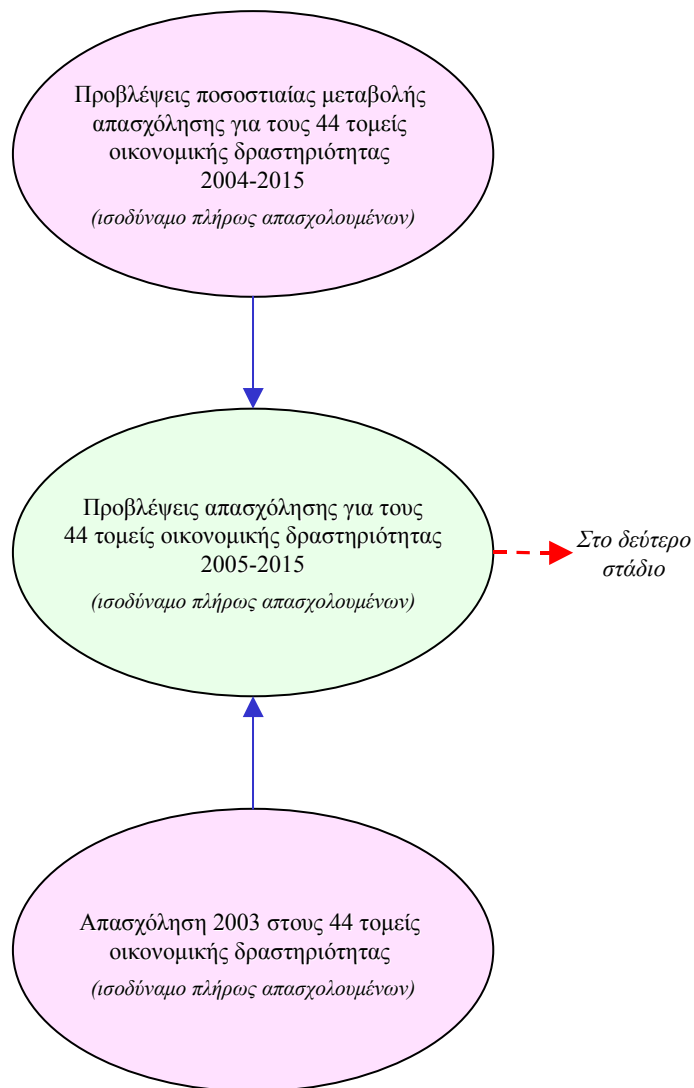 Προβλέψεις ποσοστιαίας μεταβολής
απασχόλησης για τους 44 τομείς
οικονομικής δραστηριότητας
2004-2015
(ισοδύναμο πλήρως απασχολουμένων)
Προβλέψεις απασχόλησης για τους
44 τομείς οικονομικής δραστηριότητας
2005-2015
(ισοδύναμο πλήρως απασχολουμένων)
Στο δεύτερο
στάδιο
Απασχόληση 2003 στους 44 τομείς
οικονομικής δραστηριότητας
(ισοδύναμο πλήρως απασχολουμένων)